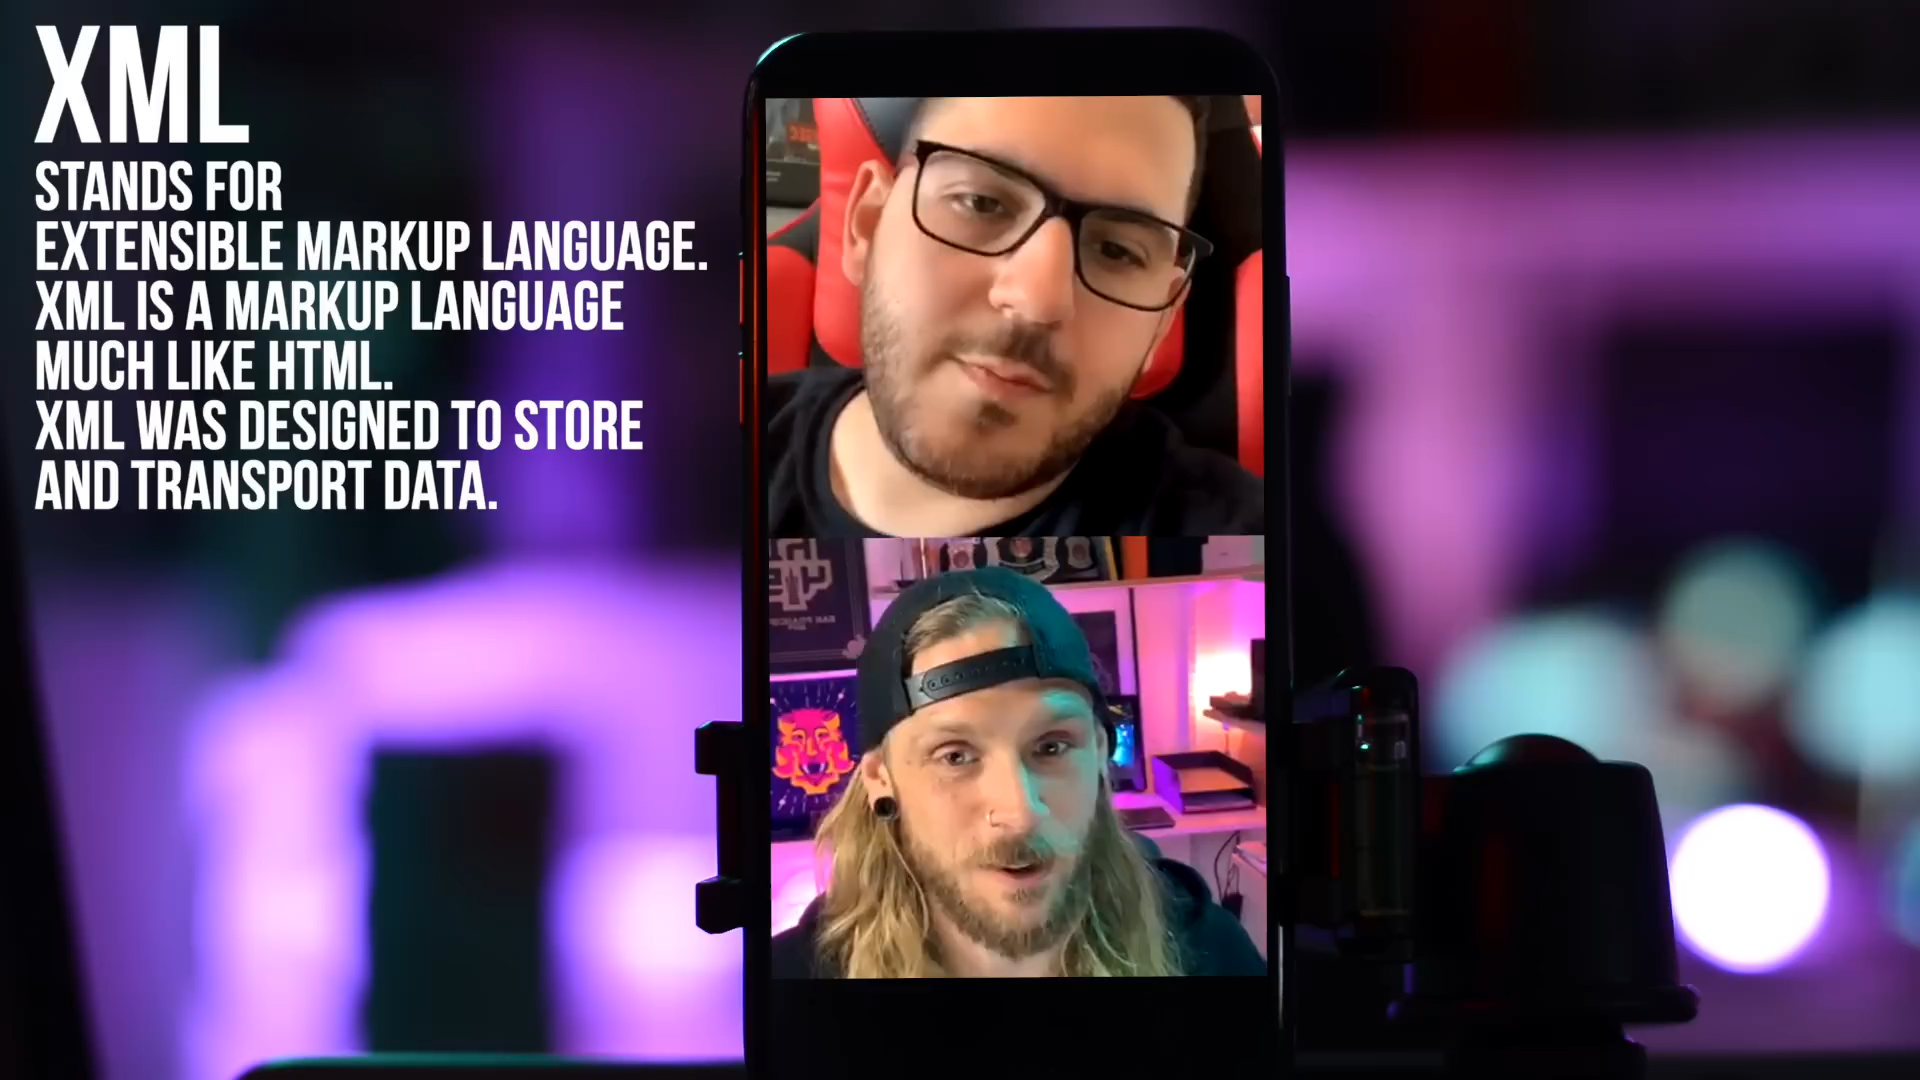 XML
STANDS FOR
EXTENSIBLE MARKUP LANGUAGE.
XML IS A MARKUP LANGUAGE
MUCH LIKE HTML.
XML WAS DESIGNED TO STORE
AND TRANSPORT DATA.